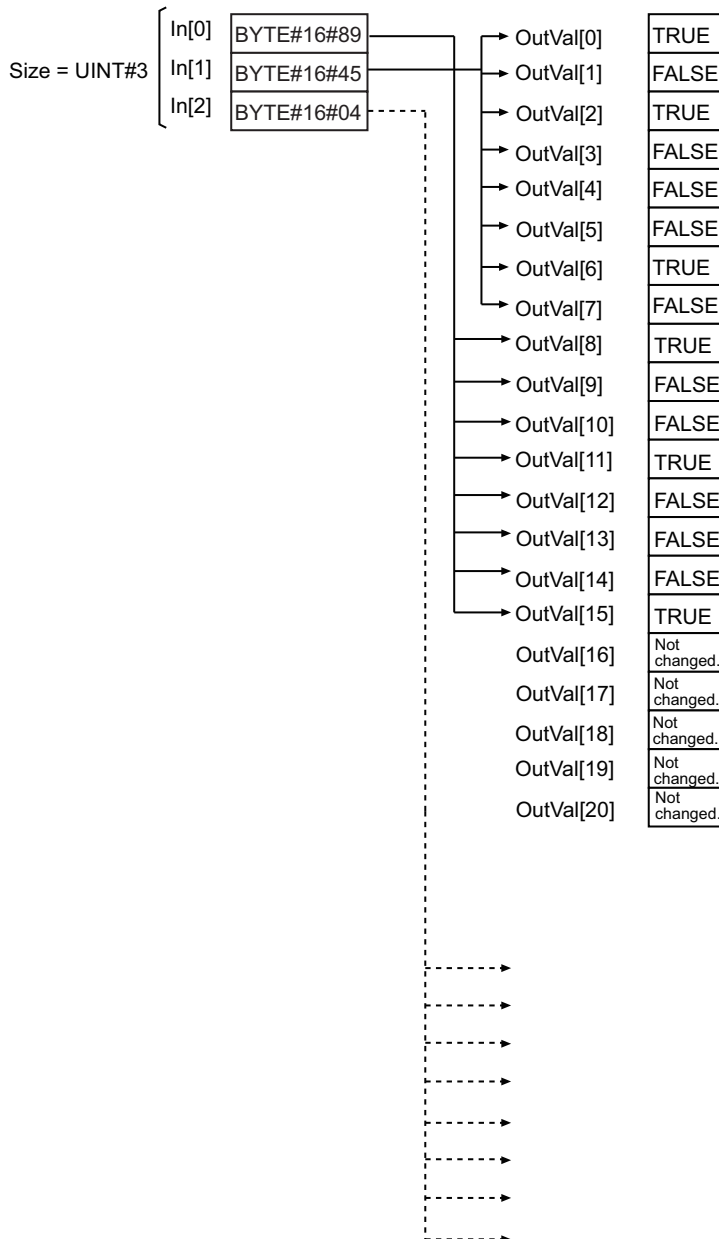 In[0] BYTE#16#89 OutVal[0] TRUE
Size = UINT#3 In[1] BYTE#16#45 OutVal[1] FALSE
In[2] BYTE#16#04 OutVal[2] TRUE
OutVal[3] FALSE
OutVal[4] FALSE
OutVal[5] FALSE
OutVal[6] TRUE
OutVal[7] FALSE
OutVal[8] TRUE
OutVal[9] FALSE
OutVal[10] FALSE
OutVal[11] TRUE
OutVal[12] FALSE
OutVal[13] FALSE
OutVal[14] FALSE
OutVal[15] TRUE
OutVal[16] Not
changed.
OutVal[17] Not
changed.
OutVal[18] Not
changed.
OutVal[19] Not
changed.
OutVal[20] Not
changed.